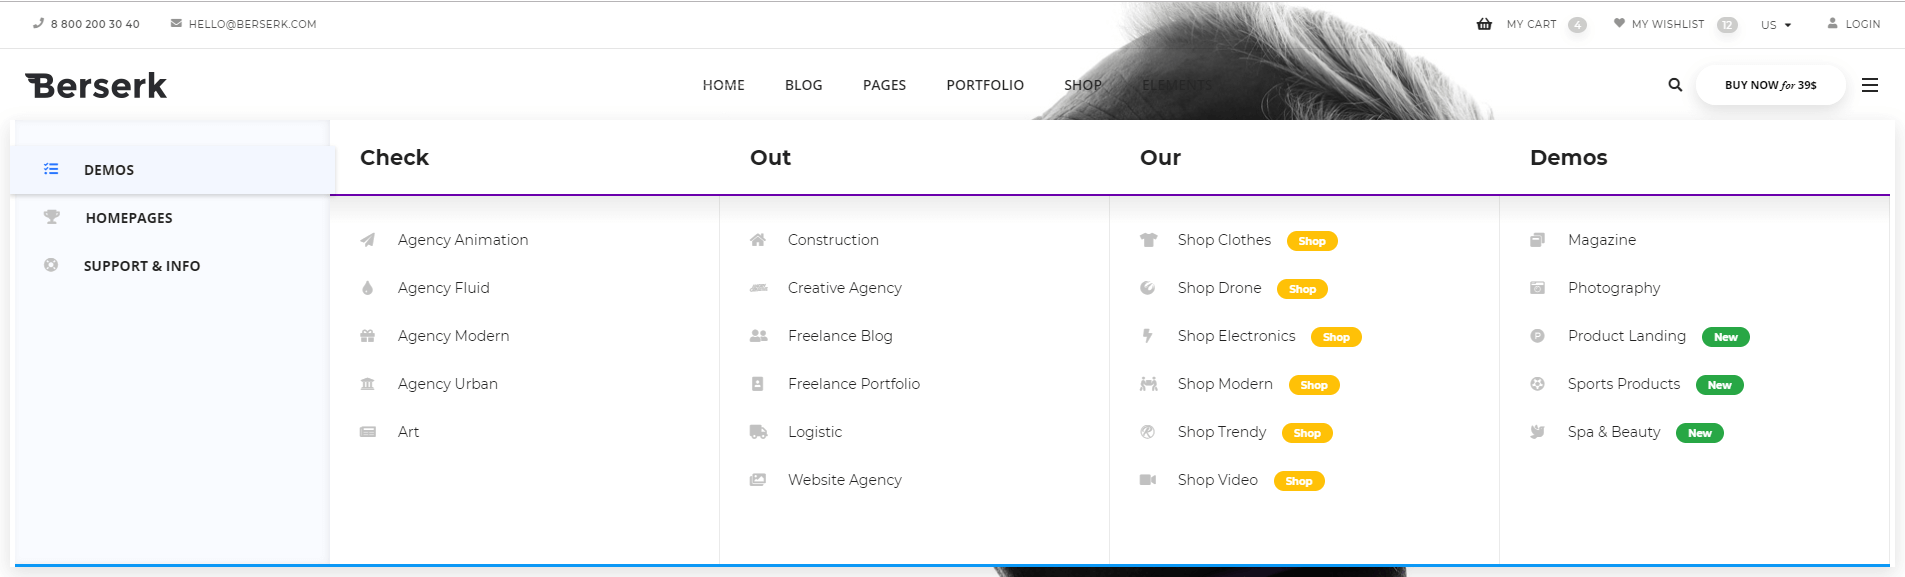 8 800 200 30 40 HELLO@BERSERK.COM MY CART 4 MY WISHLIST 12 US LOGIN
Berserk HOME BLOG PAGES PORTFOLIO SHOP ELEMENTS BUY NOW for 39$
DEMOS
HOMEPAGES
SUPPORT & INFO
Check
Agency Animation
Agency Fluid
Agency Modern
Agency Urban
Art
Out
Construction
Creative Agency
Freelance Blog
Freelance Portfolio
Logistic
Website Agency
Our
Shop Clothes Shop
Shop Drone Shop
Shop Electronics Shop
Shop Modern Shop
Shop Trendy Shop
Shop Video Shop
Demos
Magazine
Photography
Product Landing New
Sports Products New
Spa & Beauty New